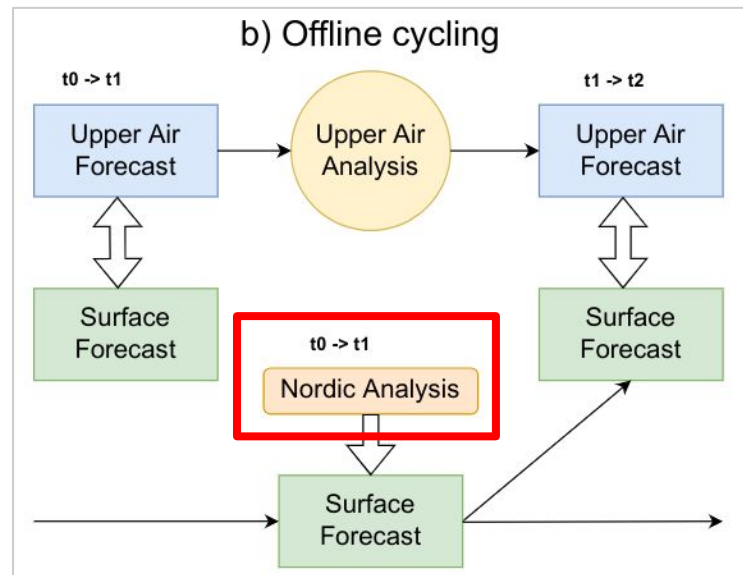 b) Offline cycling
t0 -> t1
t1 -> t2
Upper Air
Forecast
Upper Air
Analysis
Upper Air
Forecast
Surface
Forecast
t0 -> t1
Nordic Analysis
Surface
Forecast
Surface
Forecast